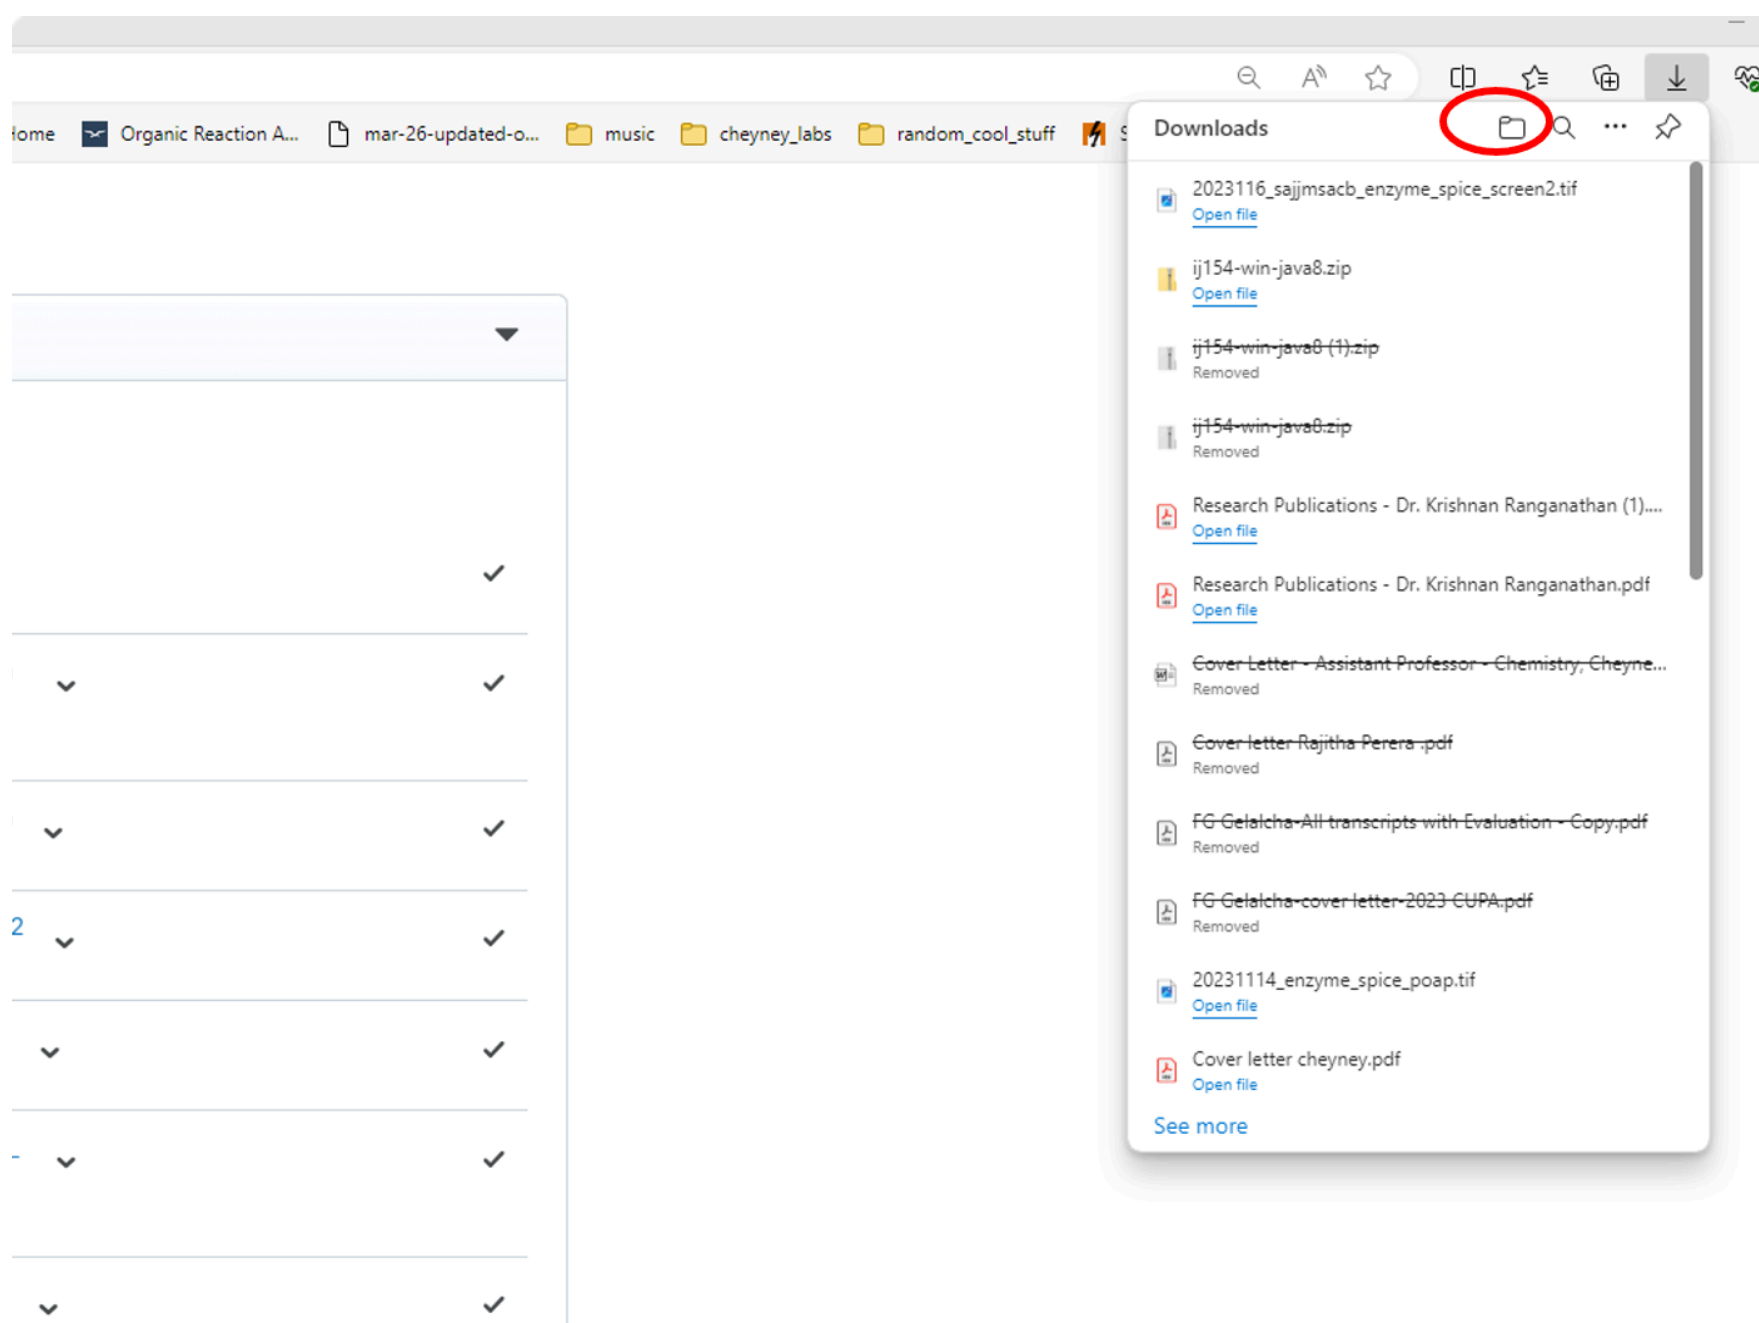 Home Organic Reaction A... mar-26-updated-o... music cheyney_labs random_cool_stuff S
Downloads
2023116_sajjmsacb_enzyme_spice_screen2.tif
Open file
ij154-win-java8.zip
Open file
ij154-win-java8 (1).zip
Removed
ij154-win-java8.zip
Removed
Research Publications - Dr. Krishnan Ranganathan (1)....
Open file
Research Publications - Dr. Krishnan Ranganathan.pdf
Open file
Cover Letter - Assistant Professor - Chemistry, Cheyne...
Removed
Cover letter Rajitha Perera .pdf
Removed
FG Gelalcha-All transcripts with Evaluation - Copy.pdf
Removed
FG Gelalcha-cover letter-2023 CUPA.pdf
Removed
2
20231114_enzyme_spice_poap.tif
Open file
Cover letter cheyney.pdf
Open file
See more